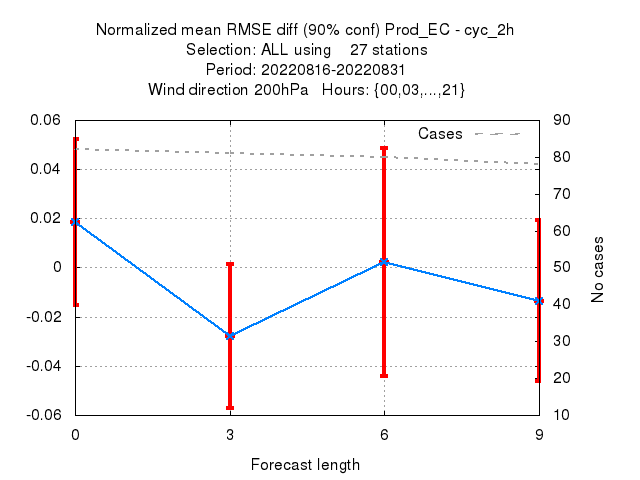 Normalized mean RMSE diff (90% conf) Prod_EC - cyc_2h
Selection: ALL using    27 stations
Period: 20220816-20220831
Wind direction 200hPa   Hours: {00,03,...,21}
Cases
0.06
0.04
0.02
0
-0.02
-0.04
-0.06
90
80
70
60
50
40
30
20
10
No cases
0 3 6 9
Forecast length